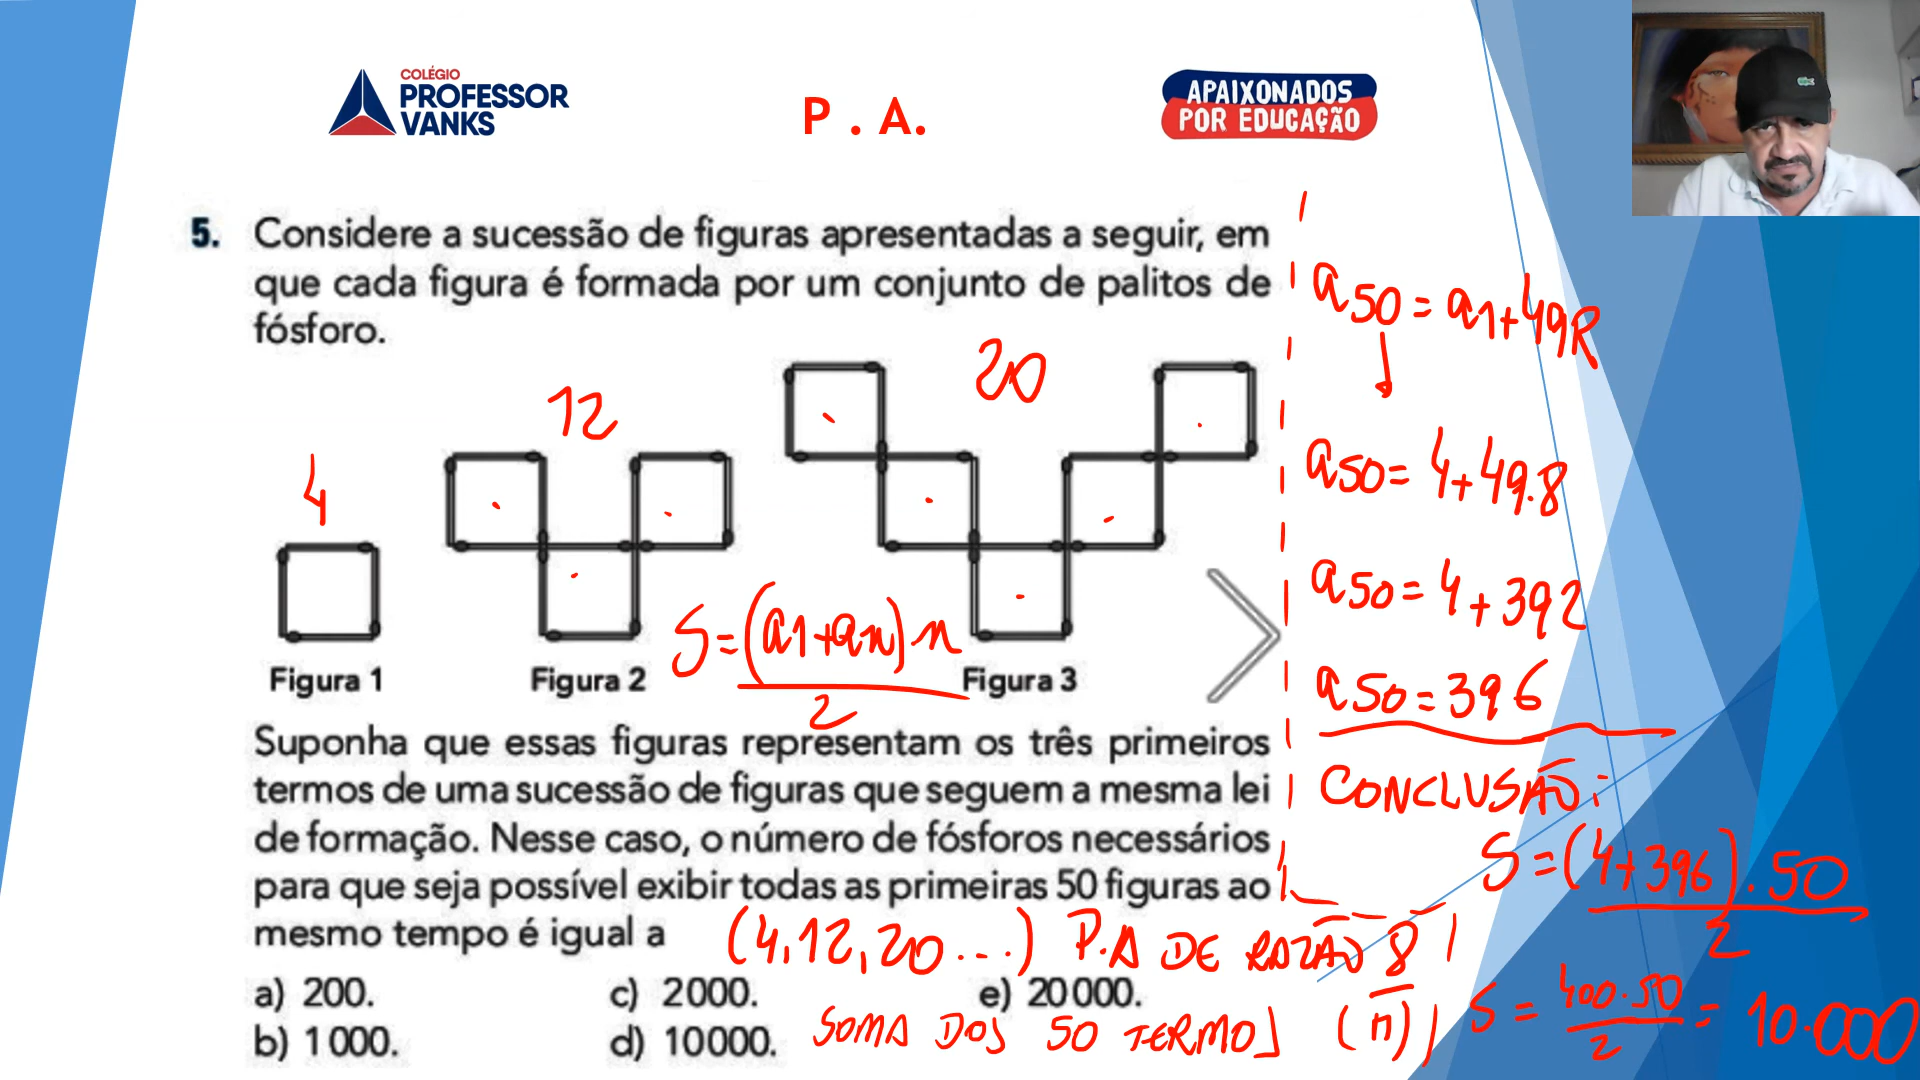 COLÉGIO
PROFESSOR
VANKS
P . A.
APAIXONADOS
POR EDUCAÇÃO
5. Considere a sucessão de figuras apresentadas a seguir, em
que cada figura é formada por um conjunto de palitos de
fósforo.
4
12
20
Figura 1
Figura 2
Figura 3
S=(a1+an)n
2
Suponha que essas figuras representam os três primeiros
termos de uma sucessão de figuras que seguem a mesma lei
de formação. Nesse caso, o número de fósforos necessários
para que seja possível exibir todas as primeiras 50 figuras ao
mesmo tempo é igual a
(4,12,20...) P.A DE RAZÃO 8
a) 200.
c) 2000.
e) 20000.
b) 1000.
d) 10000.
SOMA DOS 50 TERMOS (n)
a50=a1+49R
a50=4+49.8
a50=4+392
a50=396
CONCLUSÃO:
S=(4+396).50
2
S=400.50=10.000
2